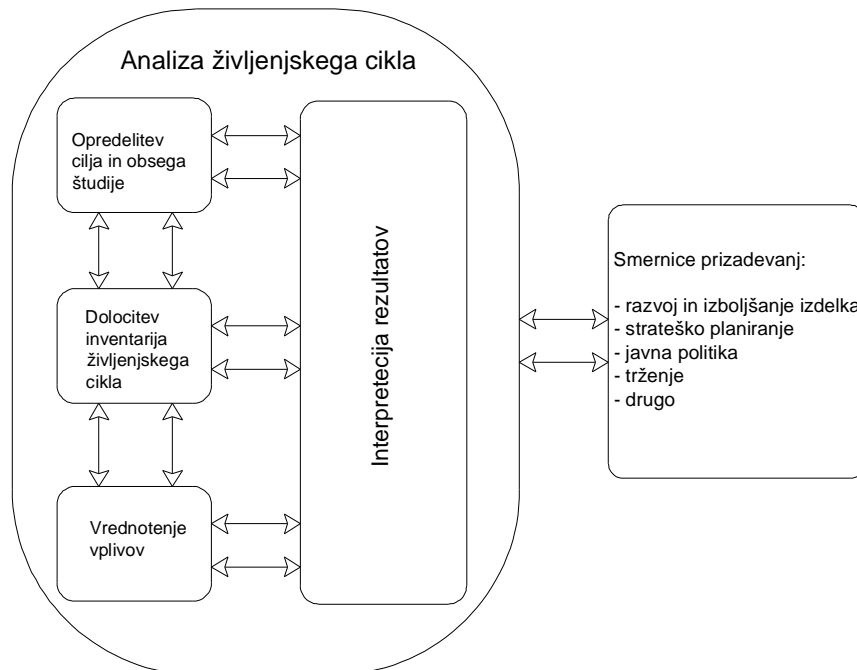 Analiza življenjskega cikla
Opredelitev
cilja in obsega
študije
Dolocitev
inventarija
življenjskega
cikla
Vrednotenje
vplivov
Interpretecija rezultatov
Smernice prizadevanj:
- razvoj in izboljšanje izdelka
- strateško planiranje
- javna politika
- trženje
- drugo